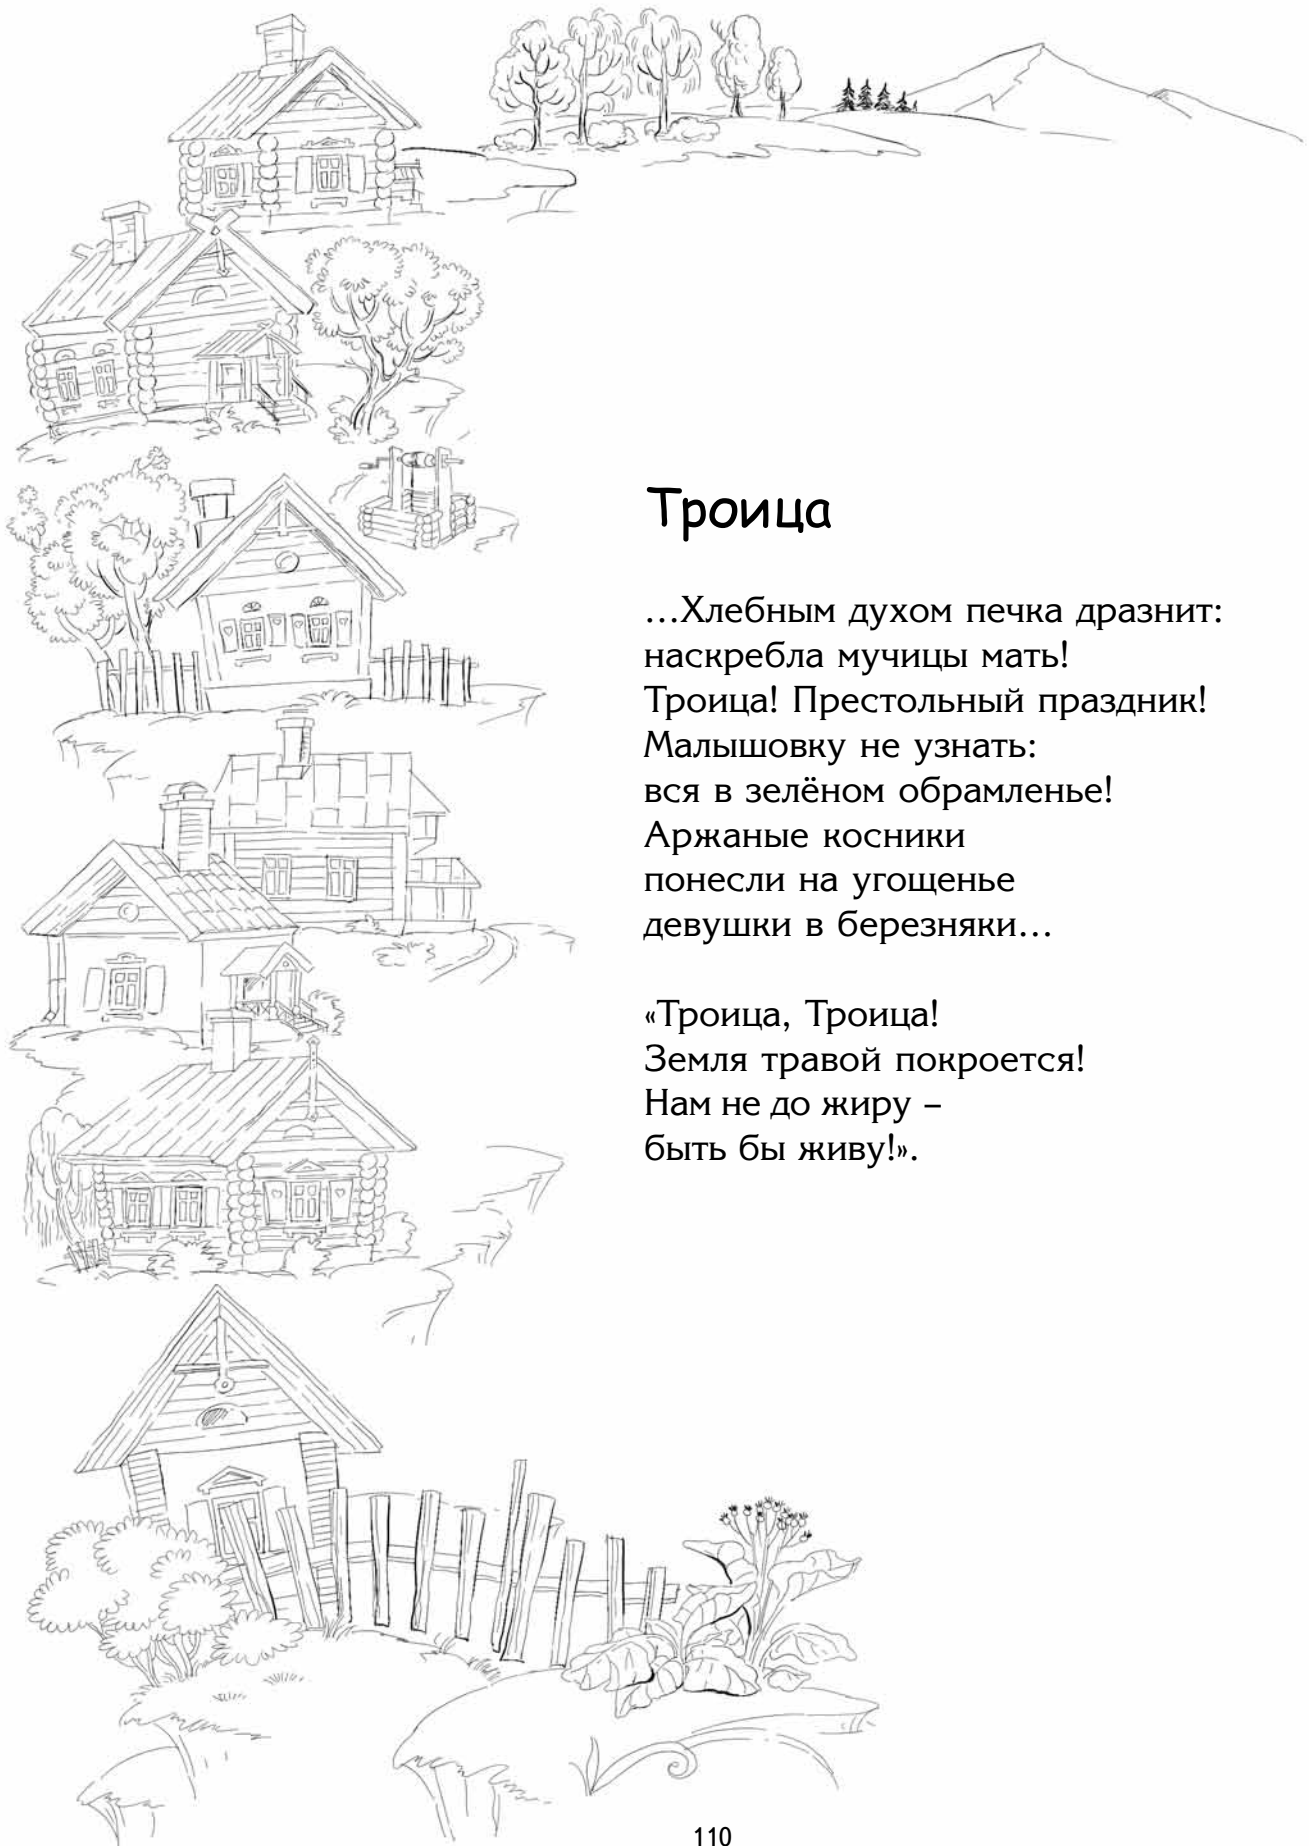 Троица
…Хлебным духом печка дразнит:
наскребла мучицы мать!
Троица! Престольный праздник!
Малышовку не узнать:
вся в зелёном обрамленье!
Аржаные косники
понесли на угощенье
девушки в березняки…
«Троица, Троица!
Земля травой покроется!
Нам не до жиру –
быть бы живу!».
110